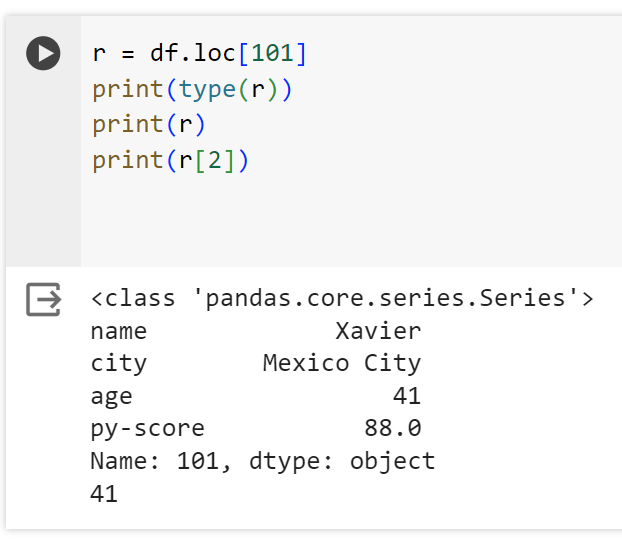 r = df.loc[101]
print(type(r))
print(r)
print(r[2])
<class 'pandas.core.series.Series'>
name             Xavier
city        Mexico City
age                  41
py-score           88.0
Name: 101, dtype: object
41